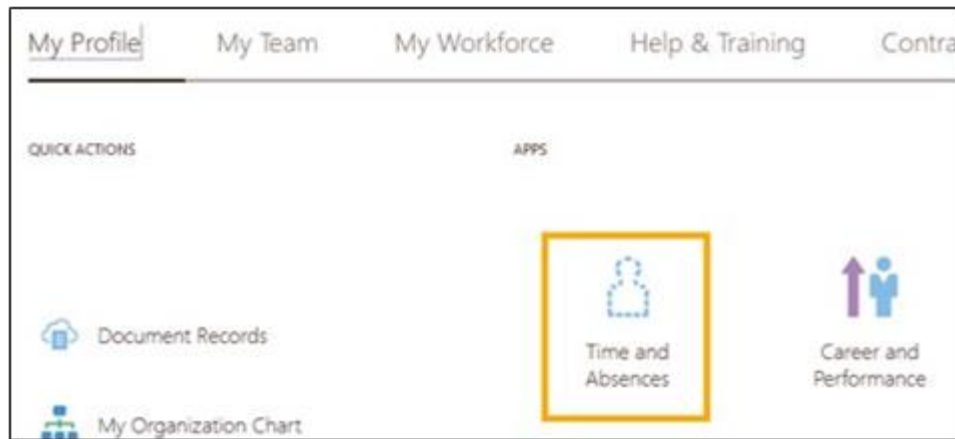 My Profile My Team My Workforce Help & Training Contra
QUICK ACTIONS APPS
Document Records
My Organization Chart
Time and
Absences
Career and
Performance